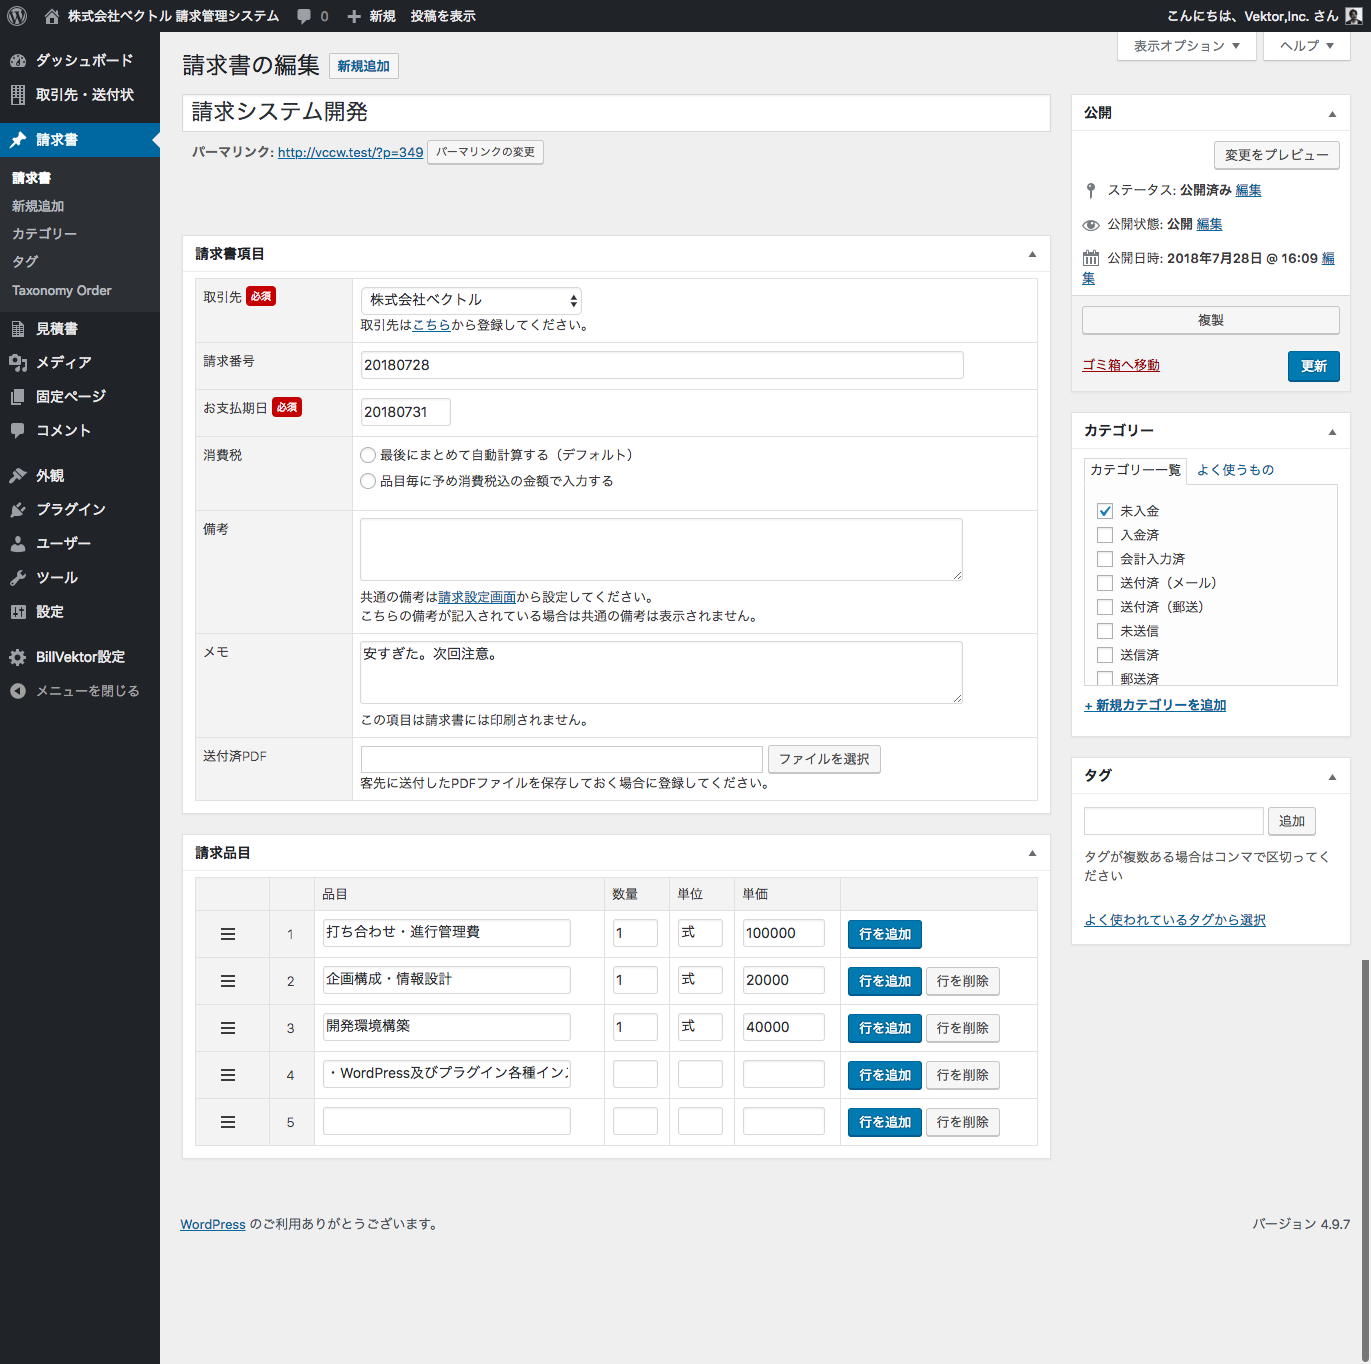 株式会社ベクトル 請求管理システム 0 新規 投稿を表示
こんにちは、Vektor,Inc. さん
ダッシュボード
取引先・送付状
請求書
請求書
新規追加
カテゴリー
タグ
Taxonomy Order
見積書
メディア
固定ページ
コメント
外観
プラグイン
ユーザー
ツール
設定
BillVektor設定
メニューを閉じる
表示オプション ▼
ヘルプ ▼
請求書の編集 新規追加
請求システム開発
パーマリンク: http://vccw.test/?p=349 パーマリンクの変更
請求書項目
取引先 必須
株式会社ベクトル
取引先はこちらから登録してください。
請求番号
20180728
お支払期日 必須
20180731
消費税
最後にまとめて自動計算する（デフォルト）
品目毎に予め消費税込の金額で入力する
備考
共通の備考は請求設定画面から設定してください。
こちらの備考が記入されている場合は共通の備考は表示されません。
メモ
安すぎた。次回注意。
この項目は請求書には印刷されません。
送付済PDF
ファイルを選択
客先に送付したPDFファイルを保存しておく場合に登録してください。
請求品目
品目 数量 単位 単価
1 打ち合わせ・進行管理費 1 式 100000 行を追加
2 企画構成・情報設計 1 式 20000 行を追加 行を削除
3 開発環境構築 1 式 40000 行を追加 行を削除
4 ・WordPress及びプラグイン各種イン 行を追加 行を削除
5 行を追加 行を削除
公開
変更をプレビュー
ステータス: 公開済み 編集
公開状態: 公開 編集
公開日時: 2018年7月28日 @ 16:09 編
集
複製
ゴミ箱へ移動 更新
カテゴリー
カテゴリー一覧 よく使うもの
未入金
入金済
会計入力済
送付済（メール）
送付済（郵送）
未送信
送信済
郵送済
+ 新規カテゴリーを追加
タグ
追加
タグが複数ある場合はコンマで区切ってく
ださい
よく使われているタグから選択
WordPress のご利用ありがとうございます。
バージョン 4.9.7